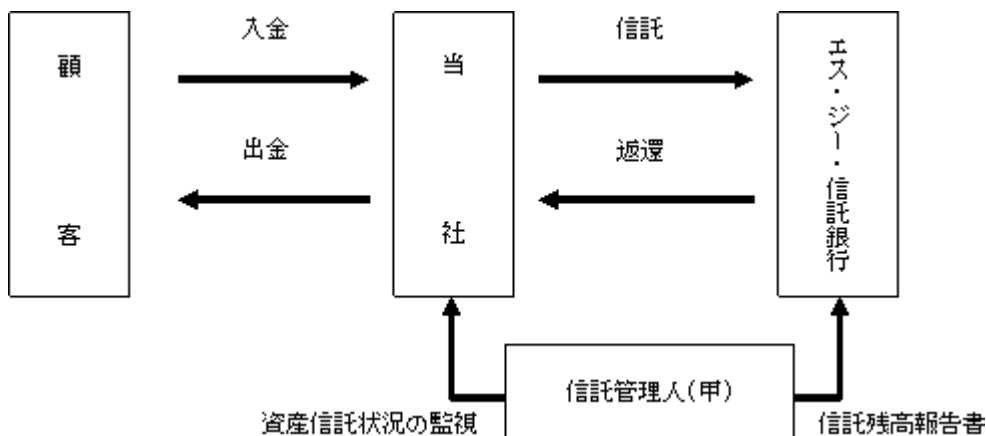 入金
信託
顧客
当社
エス・ジー・信託銀行
出金
返還
信託管理人(甲)
資産信託状況の監視
信託残高報告書